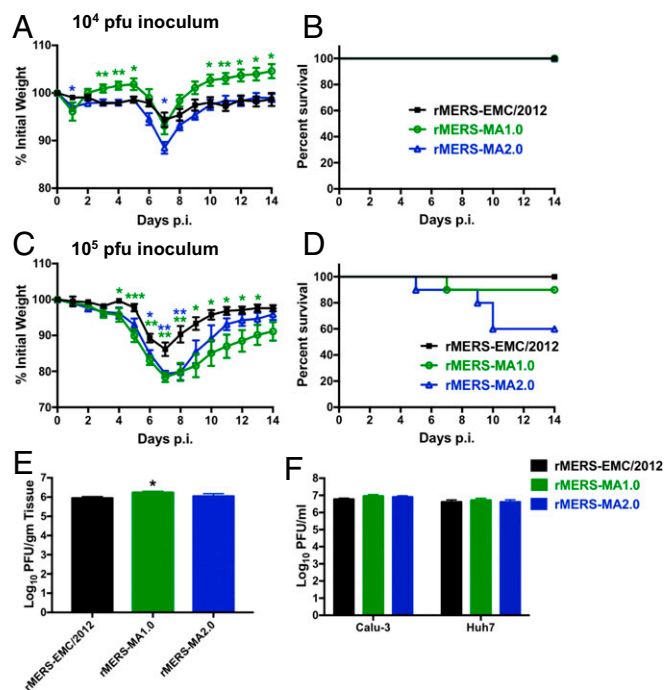 A 10⁴ pfu inoculum
% Initial Weight
110
100
90
80
* ** ** * * * ** * * * *
0 2 4 6 8 10 12 14
Days p.i.
B
Percent survival
100
80
60
40
20
0
rMERS-EMC/2012
rMERS-MA1.0
rMERS-MA2.0
0 2 4 6 8 10 12 14
Days p.i.
C 10⁵ pfu inoculum
% Initial Weight
110
100
90
80
70
* *** * ** ** ** ** ** * * * * *
0 2 4 6 8 10 12 14
Days p.i.
D
Percent survival
100
80
60
40
20
0
rMERS-EMC/2012
rMERS-MA1.0
rMERS-MA2.0
0 2 4 6 8 10 12 14
Days p.i.
E
Log₁₀ PFU/gm Tissue
8
7
6
5
4
3
2
1
0
*
rMERS-EMC/2012
rMERS-MA1.0
rMERS-MA2.0
F
Log₁₀ PFU/ml
8
7
6
5
4
3
2
1
0
Calu-3 Huh7
rMERS-EMC/2012
rMERS-MA1.0
rMERS-MA2.0